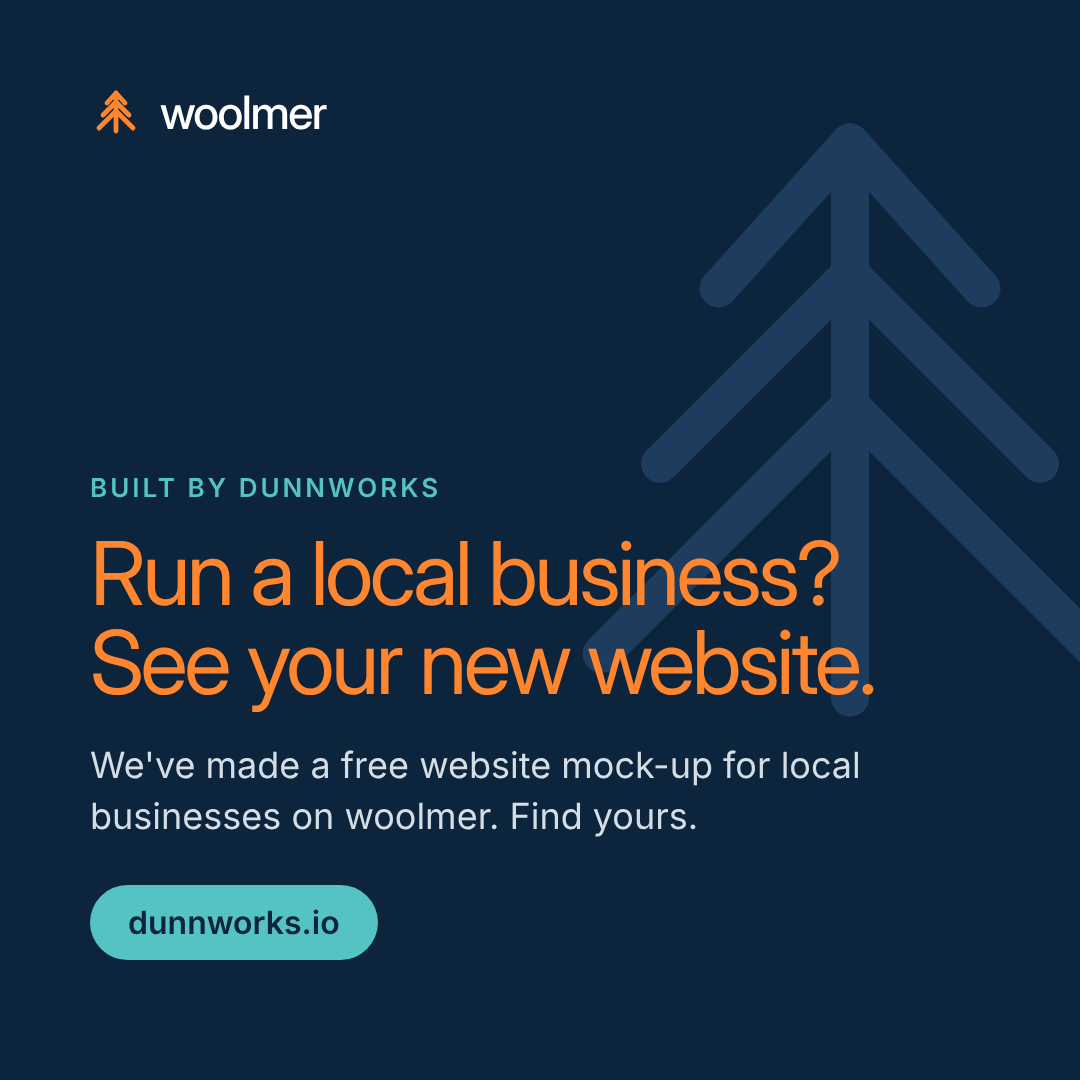 woolmer
BUILT BY DUNNWORKS
Run a local business?
See your new website.
We've made a free website mock-up for local
businesses on woolmer. Find yours.
dunnworks.io